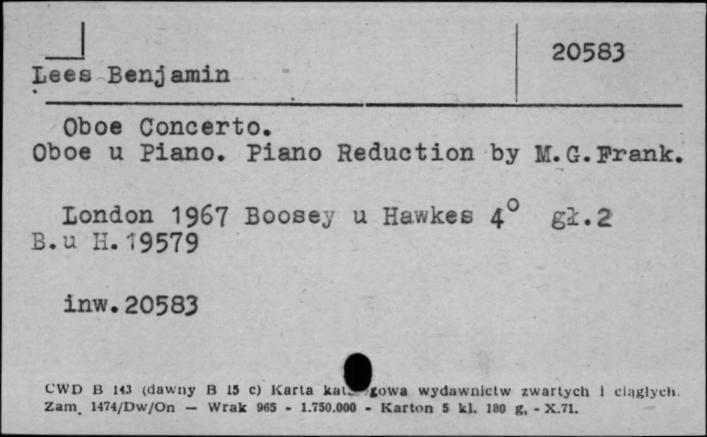 20583
Lees Benjamin
Oboe Concerto.
Oboe u Piano. Piano Reduction by M.G.Frank.
London 1967 Boosey u Hawkes 4° gł.2
B.u H.19579
inw.20583
CWD B 143 (dawny B 15 c) Karta wydawnictw zwartych i ciągłych.
Zam. 1474/Dw/On — Wrak 965 - 1.750.000 - Karton 5 kl. 180 g, - X.71.